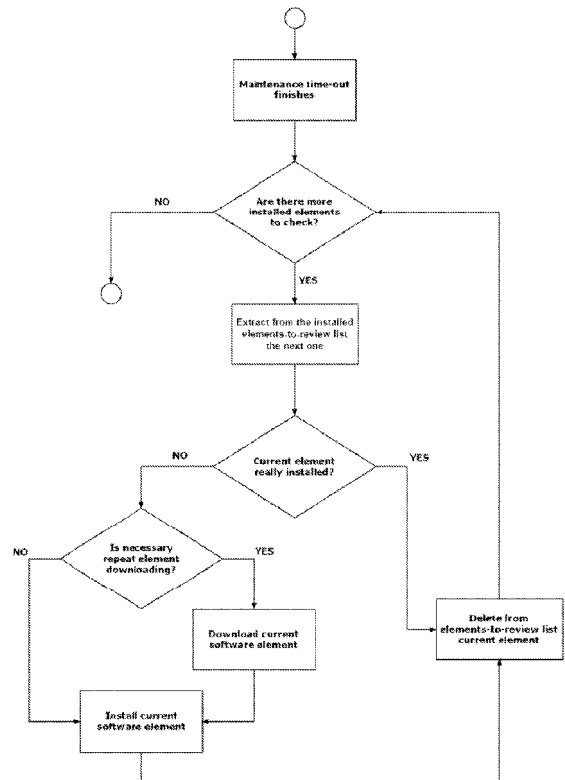 Maintenance time-out
finishes
Are there more
installed elements
to check?
NO
YES
Extract from the installed
elements-to-review list
the next one
Current element
really installed?
NO
YES
Is necessary
repeat element
downloading?
NO
YES
Download current
software element
Delete from
elements-to-review list
current element
Install current
software element